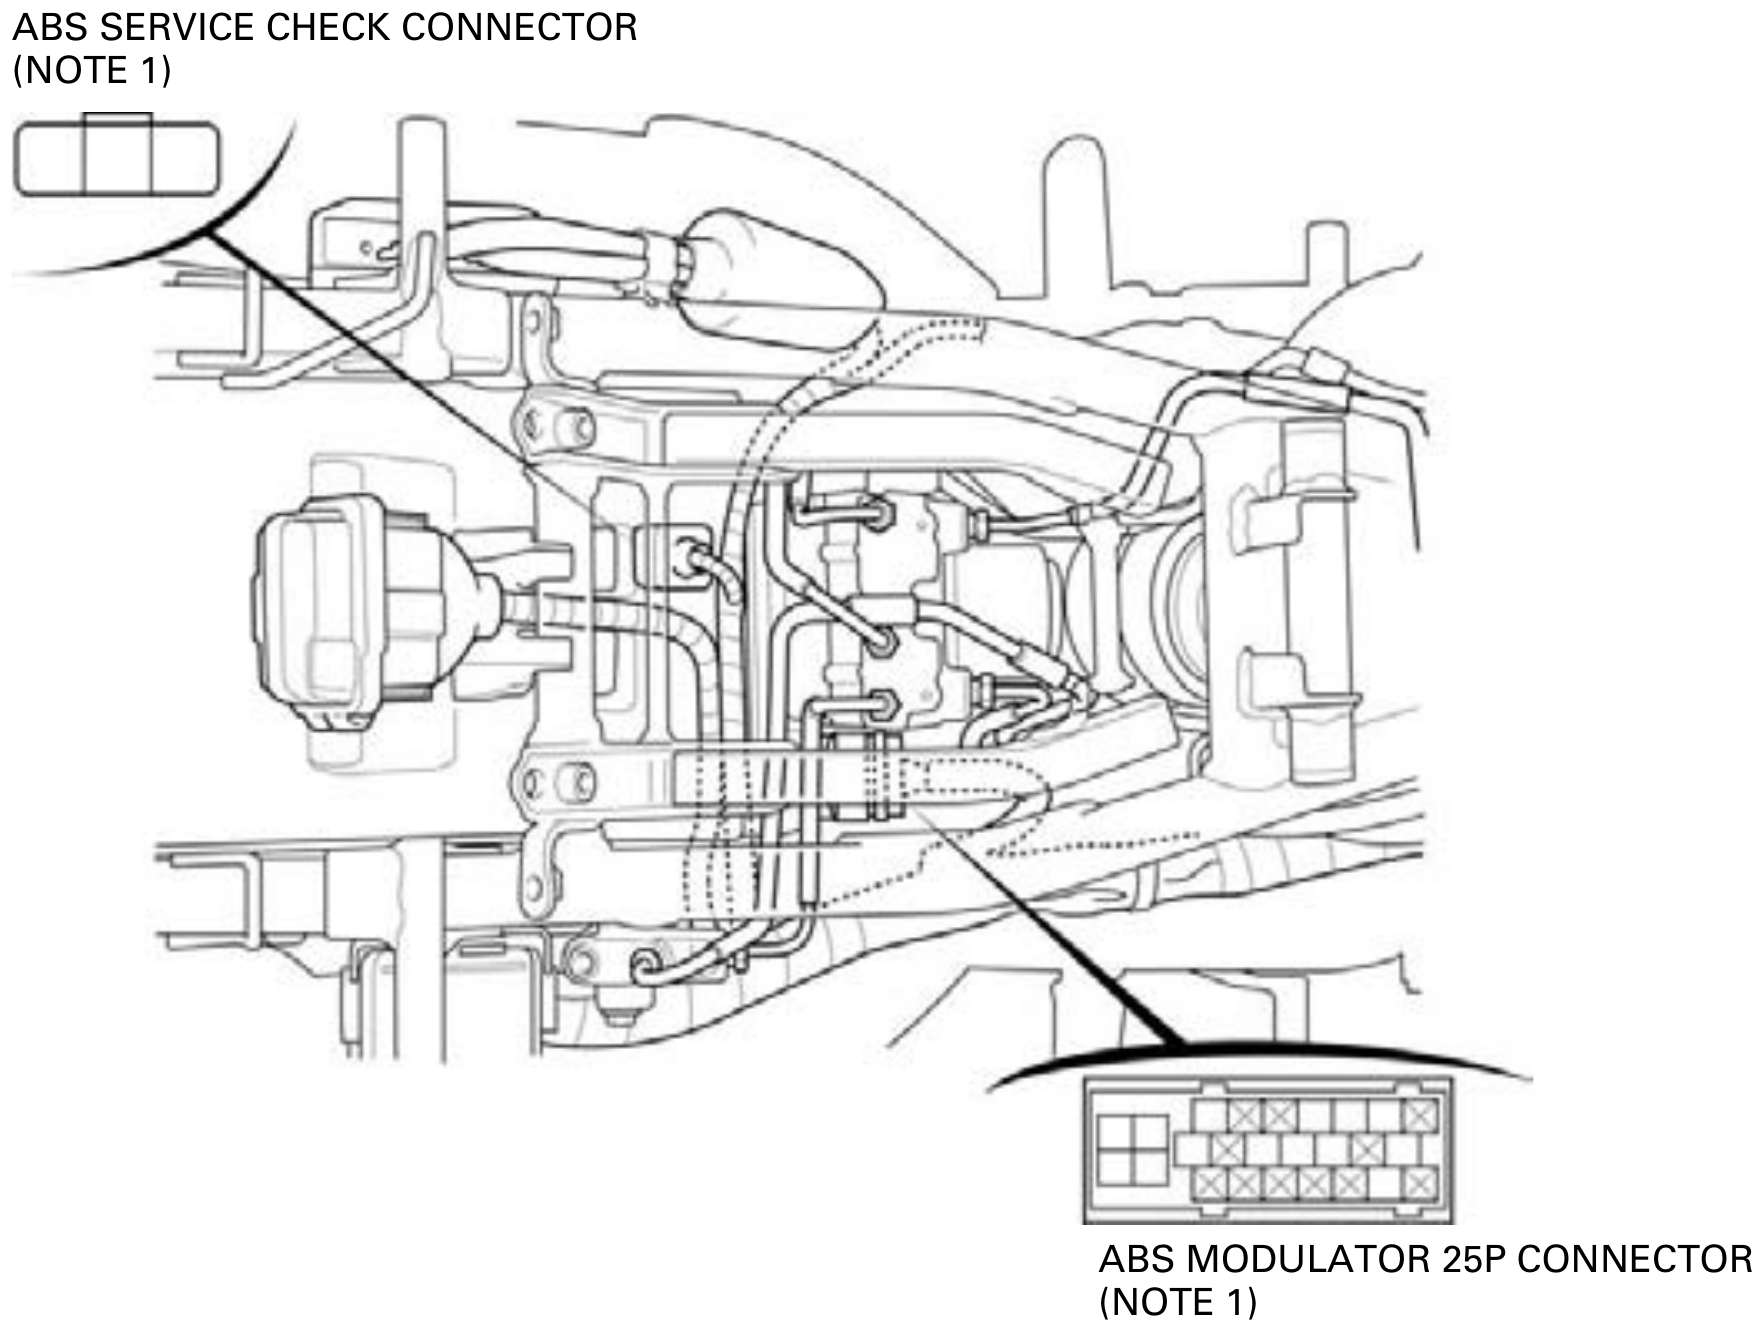 ABS SERVICE CHECK CONNECTOR
(NOTE 1)
ABS MODULATOR 25P CONNECTOR
(NOTE 1)